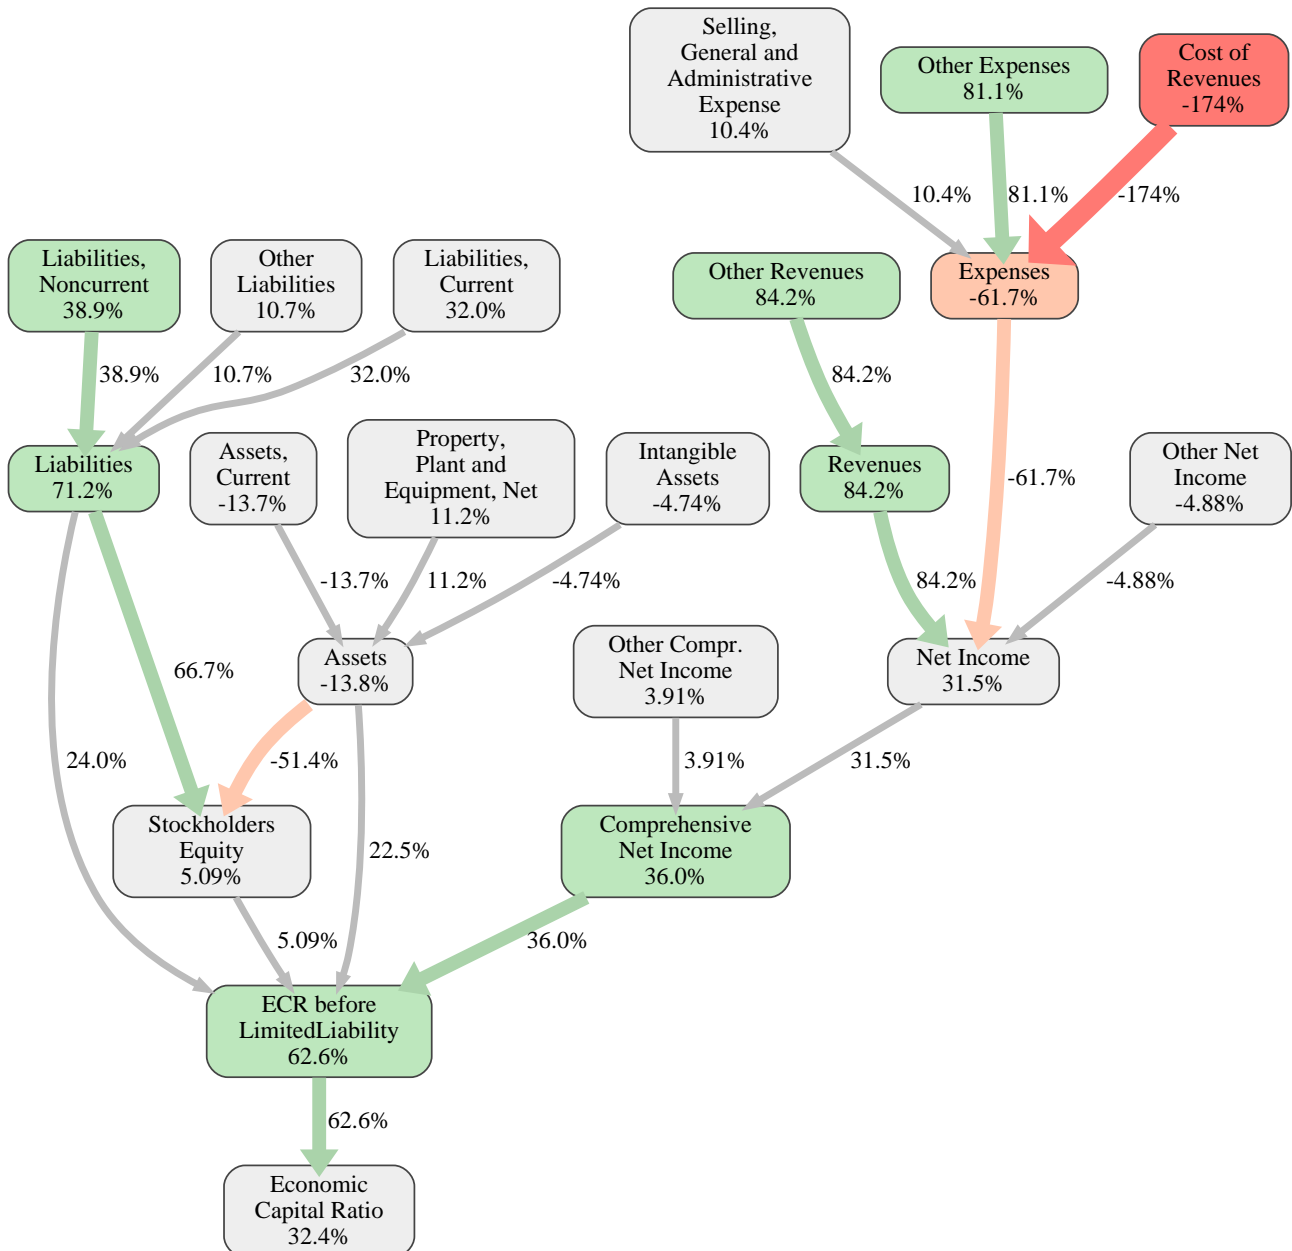 Selling,
General and
Administrative
Expense
10.4%
Other Expenses
81.1%
Cost of
Revenues
-174%
10.4%
81.1%
-174%
Liabilities,
Noncurrent
38.9%
Other
Liabilities
10.7%
Liabilities,
Current
32.0%
Other Revenues
84.2%
Expenses
-61.7%
38.9%
10.7%
32.0%
84.2%
Liabilities
71.2%
Assets,
Current
-13.7%
Property,
Plant and
Equipment, Net
11.2%
Intangible
Assets
-4.74%
Revenues
84.2%
-61.7%
Other Net
Income
-4.88%
-13.7%
11.2%
-4.74%
84.2%
-4.88%
66.7%
Assets
-13.8%
Other Compr.
Net Income
3.91%
Net Income
31.5%
24.0%
-51.4%
3.91%
31.5%
Stockholders
Equity
5.09%
22.5%
Comprehensive
Net Income
36.0%
5.09%
36.0%
ECR before
LimitedLiability
62.6%
62.6%
Economic
Capital Ratio
32.4%